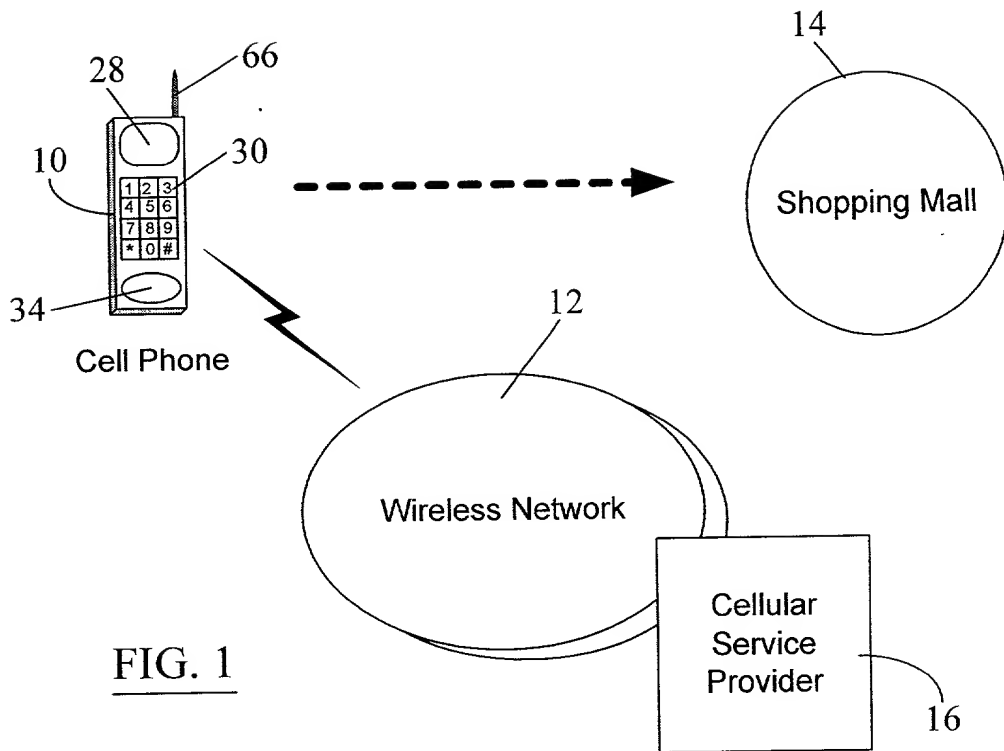 14
66
28
30
10
1 2 3
4 5 6
7 8 9
* 0 #
34
Shopping Mall
Cell Phone
12
Wireless Network
Cellular
Service
Provider
FIG. 1
16